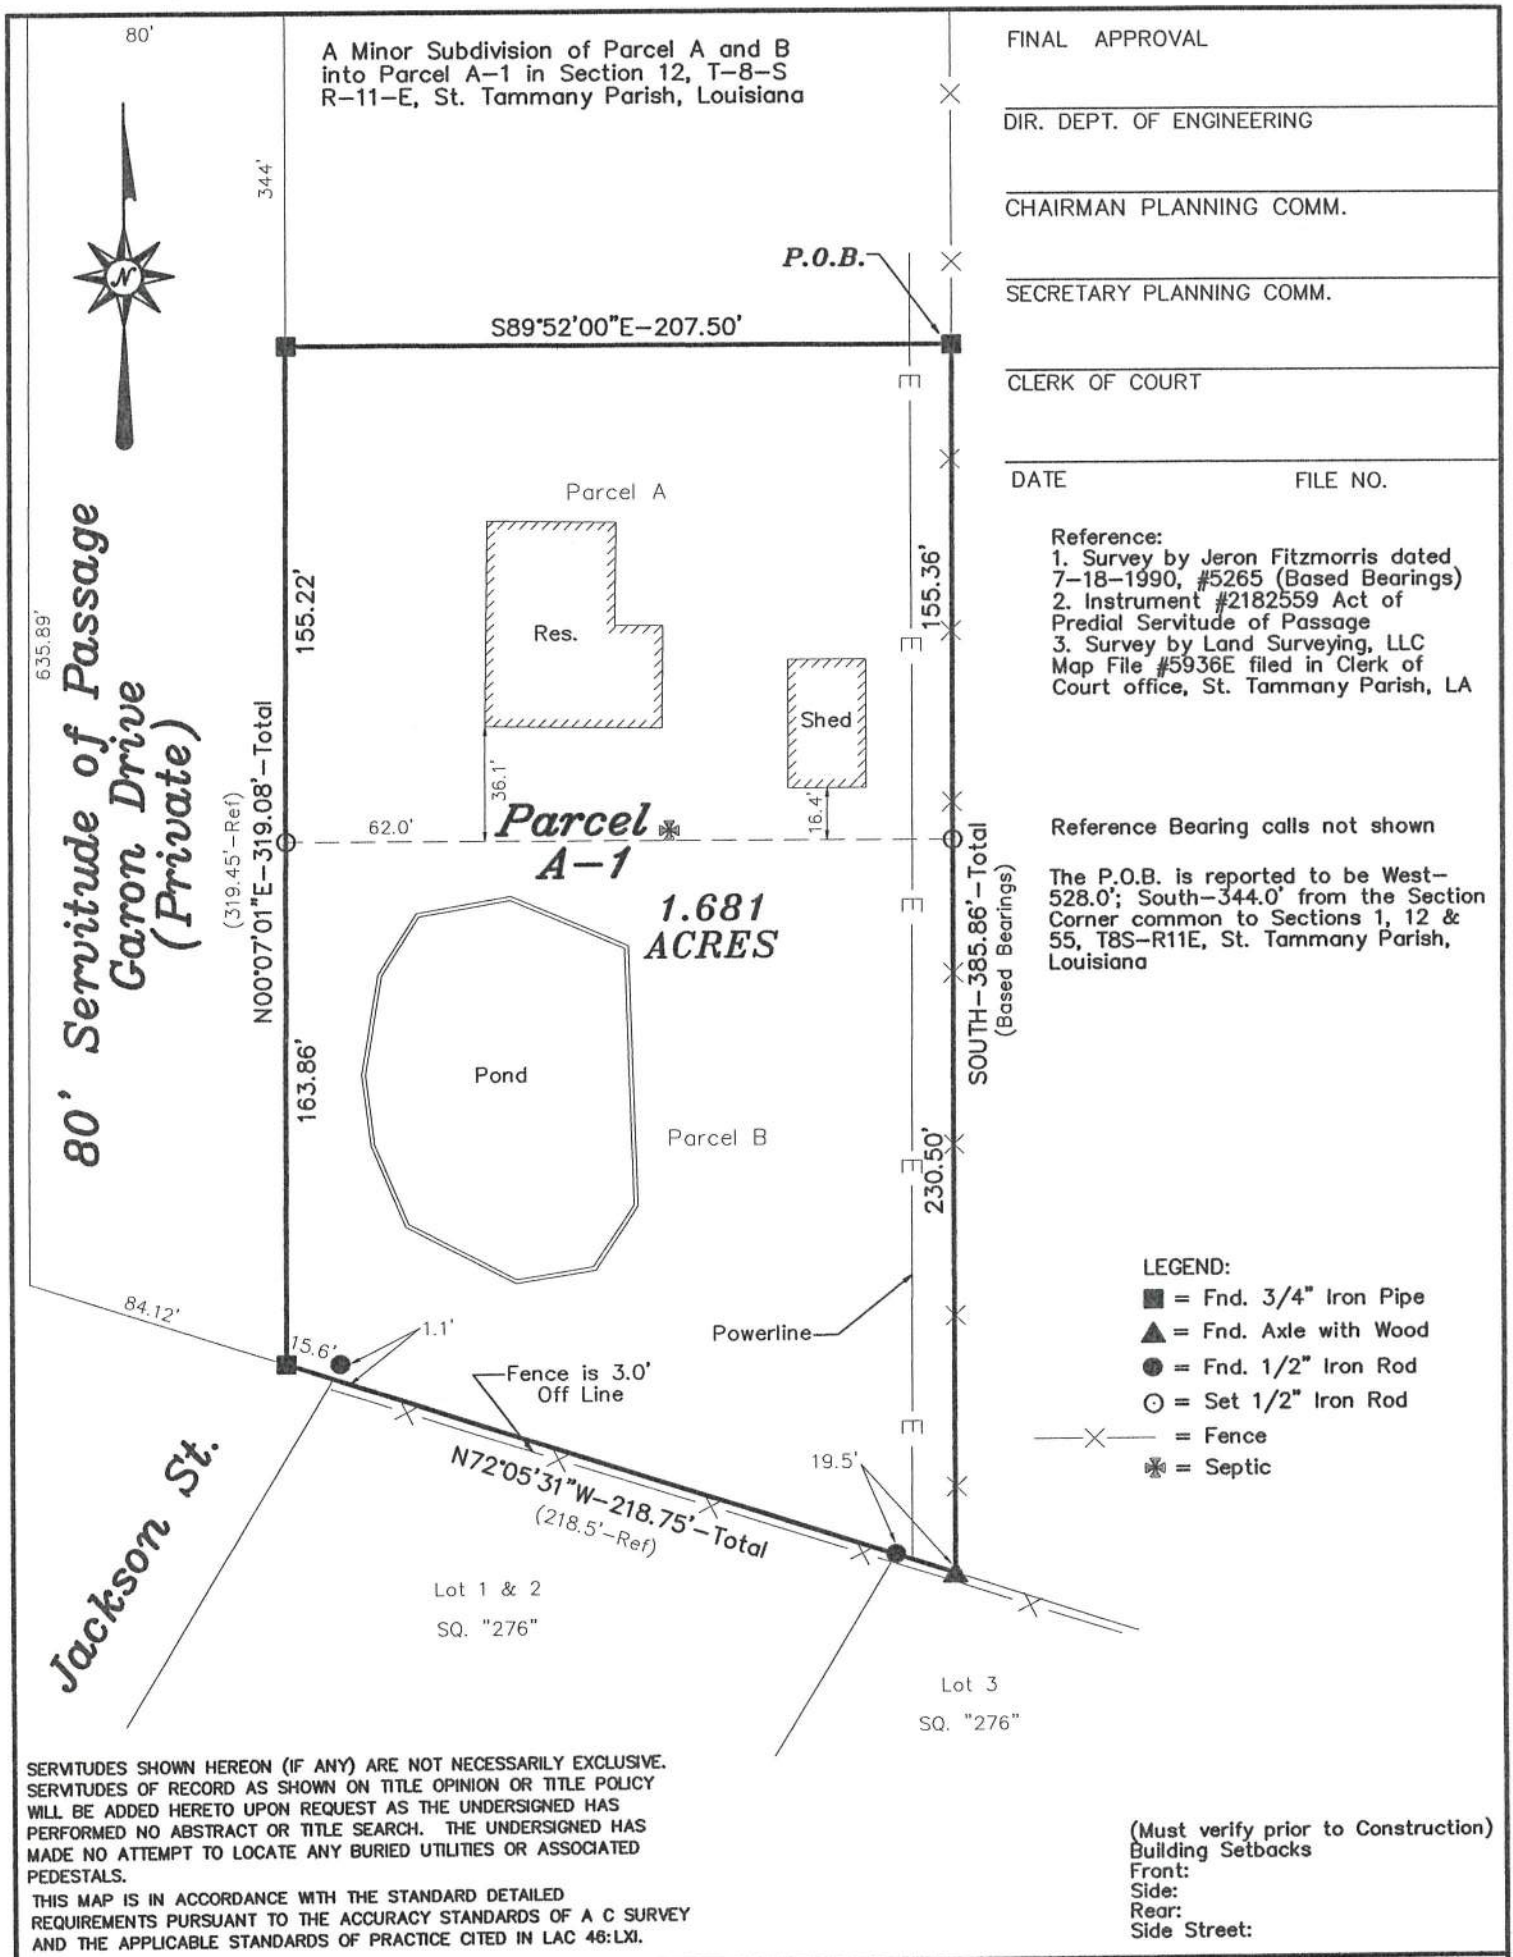 80'
A Minor Subdivision of Parcel A and B
into Parcel A-1 in Section 12, T-8-S
R-11-E, St. Tammany Parish, Louisiana
FINAL APPROVAL
DIR. DEPT. OF ENGINEERING
CHAIRMAN PLANNING COMM.
SECRETARY PLANNING COMM.
CLERK OF COURT
DATE FILE NO.
344'
N
P.O.B.
S89°52'00"E-207.50'
E
Parcel A
Res.
Shed
155.22'
155.36'
E
Reference:
1. Survey by Jeron Fitzmorris dated
7-18-1990, #5265 (Based Bearings)
2. Instrument #2182559 Act of
Predial Servitude of Passage
3. Survey by Land Surveying, LLC
Map File #5936E filed in Clerk of
Court office, St. Tammany Parish, LA
635.89'
80' Servitude of Passage
Garon Drive
(Private)
(319.45'-Ref)
N00°07'01"E-319.08'-Total
36.1'
16.4'
62.0'
Parcel
A-1
1.681
ACRES
E
SOUTH-385.86'-Total
(Based Bearings)
Reference Bearing calls not shown
The P.O.B. is reported to be West-
528.0'; South-344.0' from the Section
Corner common to Sections 1, 12 &
55, T8S-R11E, St. Tammany Parish,
Louisiana
163.86'
Pond
Parcel B
E
230.50'
84.12'
15.6'
1.1'
Powerline
Fence is 3.0'
Off Line
E
19.5'
N72°05'31"W-218.75'-Total
(218.5'-Ref)
LEGEND:
= Fnd. 3/4" Iron Pipe
= Fnd. Axle with Wood
= Fnd. 1/2" Iron Rod
= Set 1/2" Iron Rod
= Fence
= Septic
Jackson St.
Lot 1 & 2
SQ. "276"
Lot 3
SQ. "276"
SERVITUDES SHOWN HEREON (IF ANY) ARE NOT NECESSARILY EXCLUSIVE.
SERVITUDES OF RECORD AS SHOWN ON TITLE OPINION OR TITLE POLICY
WILL BE ADDED HERETO UPON REQUEST AS THE UNDERSIGNED HAS
PERFORMED NO ABSTRACT OR TITLE SEARCH. THE UNDERSIGNED HAS
MADE NO ATTEMPT TO LOCATE ANY BURIED UTILITIES OR ASSOCIATED
PEDESTALS.
THIS MAP IS IN ACCORDANCE WITH THE STANDARD DETAILED
REQUIREMENTS PURSUANT TO THE ACCURACY STANDARDS OF A C SURVEY
AND THE APPLICABLE STANDARDS OF PRACTICE CITED IN LAC 46:LXI.
(Must verify prior to Construction)
Building Setbacks
Front:
Side:
Rear:
Side Street: